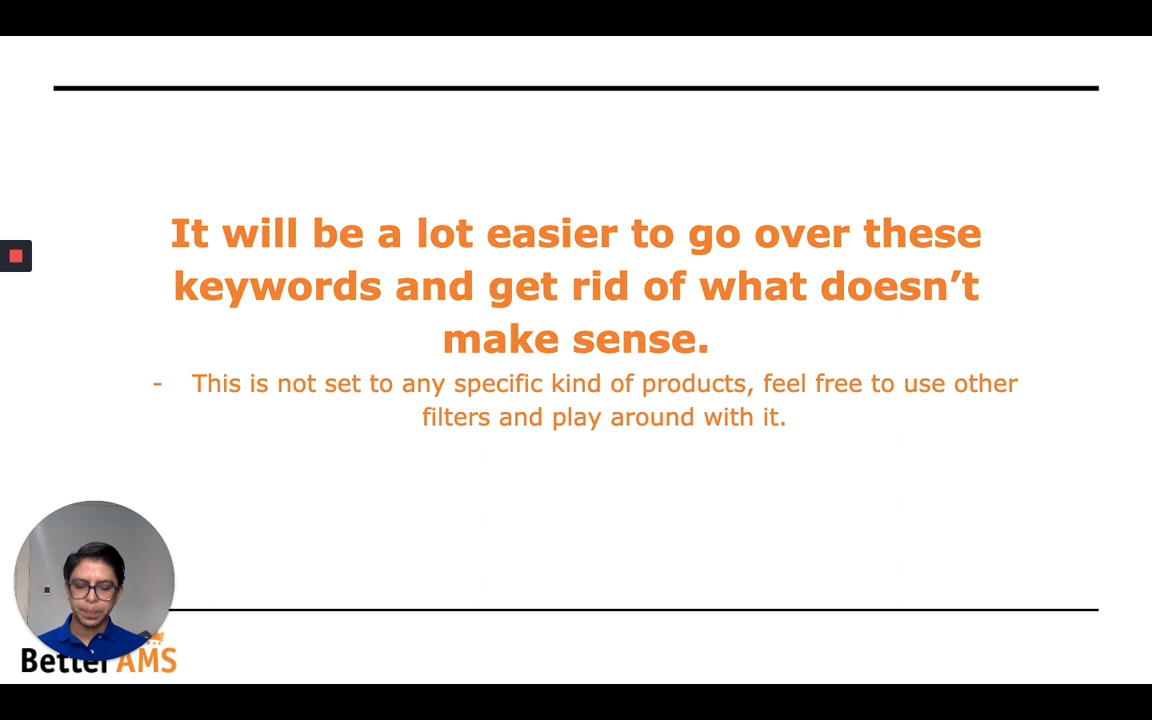 It will be a lot easier to go over these
keywords and get rid of what doesn’t
make sense.
- This is not set to any specific kind of products, feel free to use other
filters and play around with it.
Better AMS